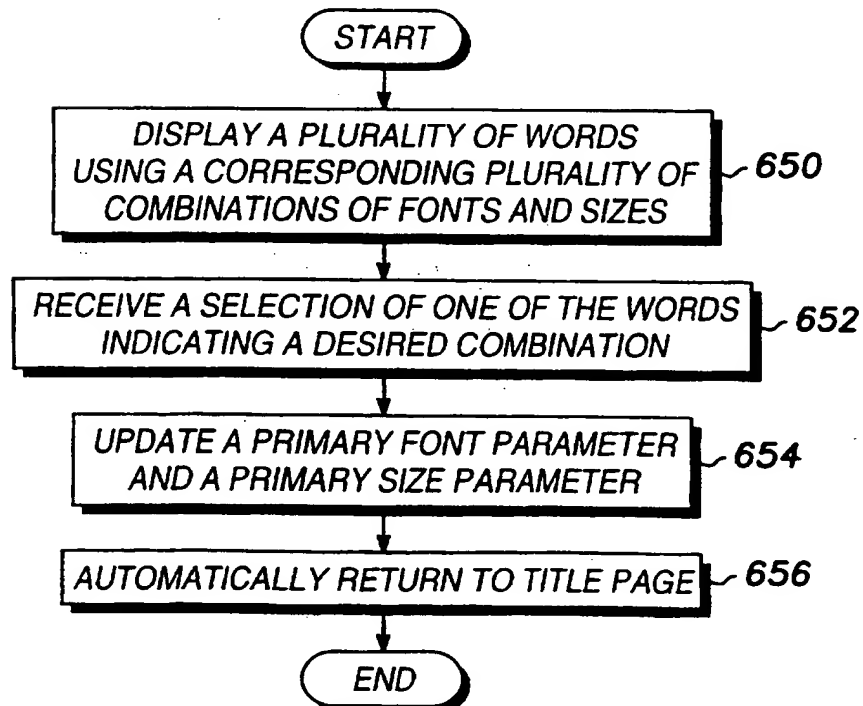 START
DISPLAY A PLURALITY OF WORDS
USING A CORRESPONDING PLURALITY OF
COMBINATIONS OF FONTS AND SIZES
650
RECEIVE A SELECTION OF ONE OF THE WORDS
INDICATING A DESIRED COMBINATION
652
UPDATE A PRIMARY FONT PARAMETER
AND A PRIMARY SIZE PARAMETER
654
AUTOMATICALLY RETURN TO TITLE PAGE
656
END